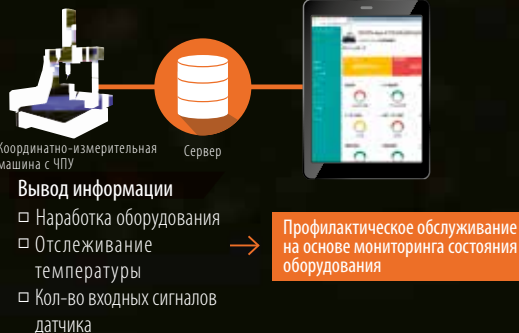 Координатно-измерительная
машина с ЧПУ
Сервер
Вывод информации
Наработка оборудования
Отслеживание
температуры
Кол-во входных сигналов
датчика
Профилактическое обслуживание
на основе мониторинга состояния
оборудования